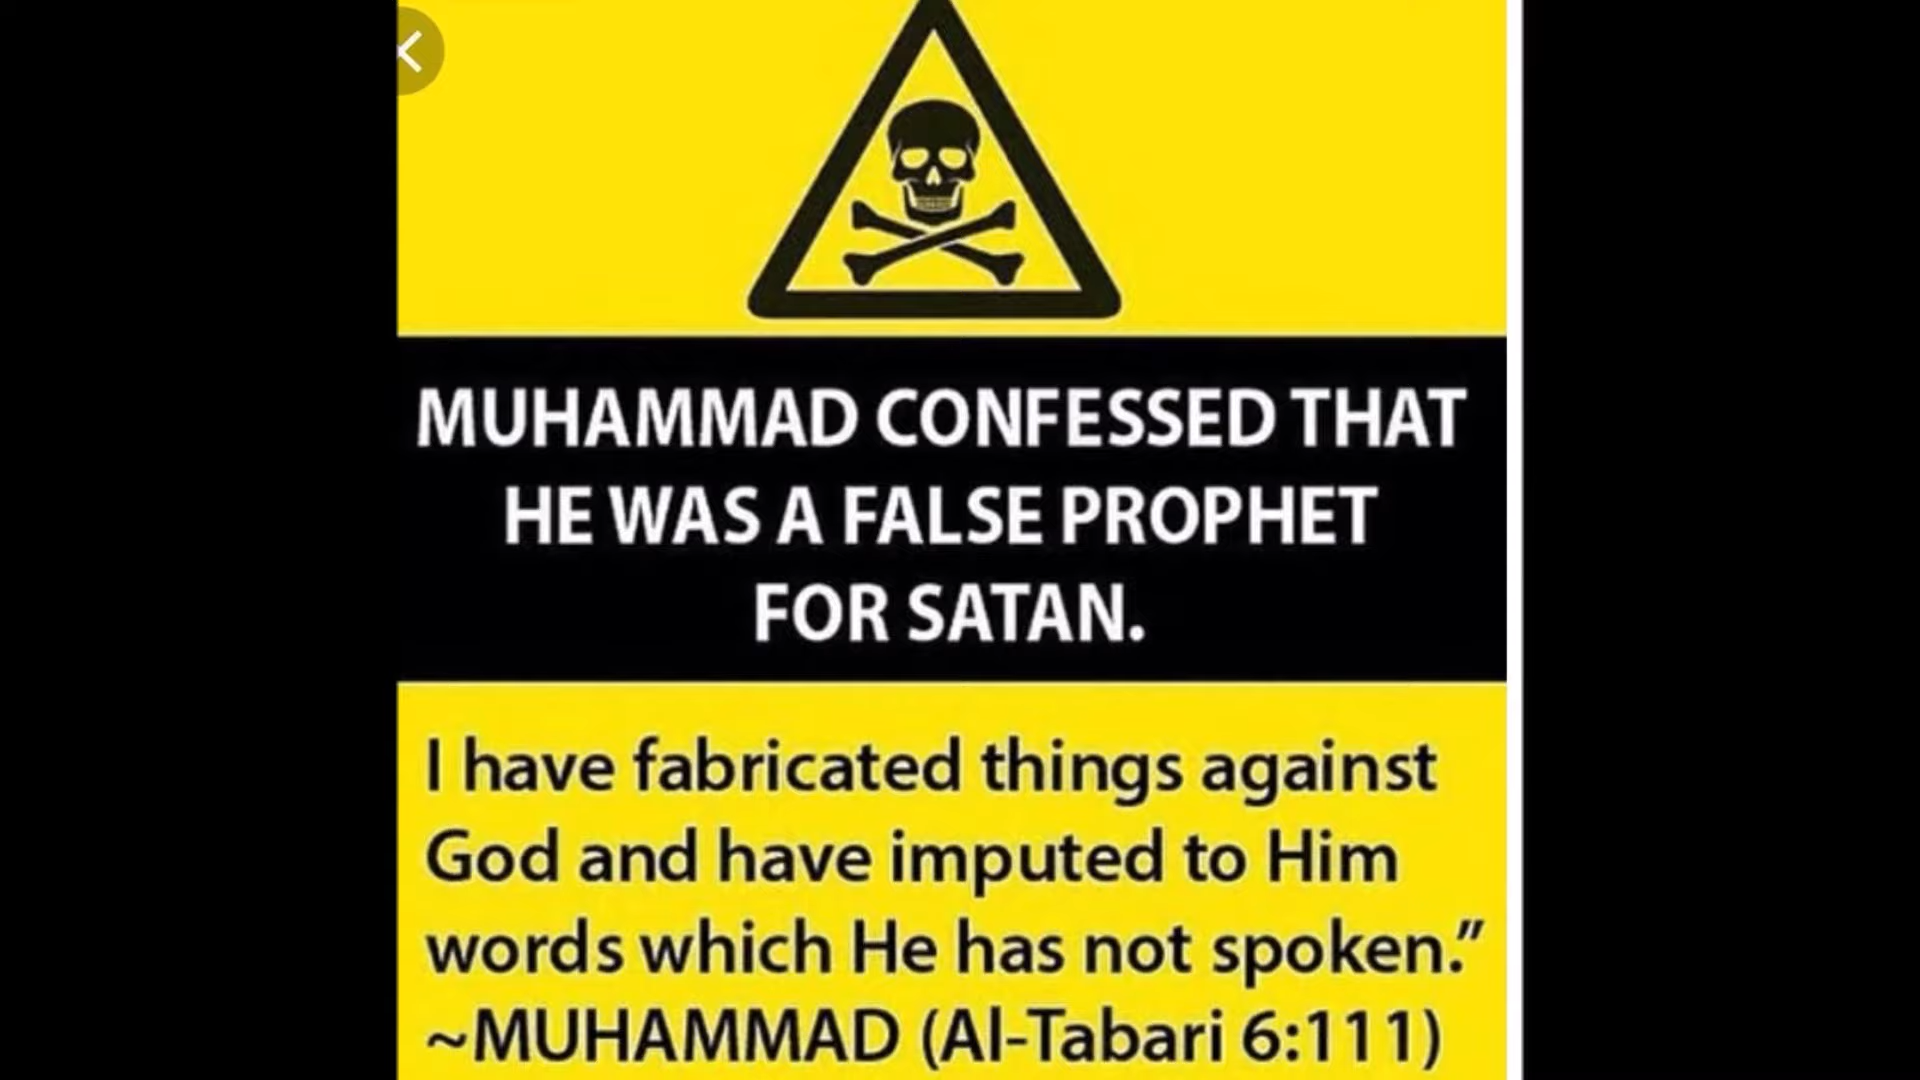 MUHAMMAD CONFESSED THAT
HE WAS A FALSE PROPHET
FOR SATAN.
I have fabricated things against
God and have imputed to Him
words which He has not spoken.”
~MUHAMMAD (Al-Tabari 6:111)